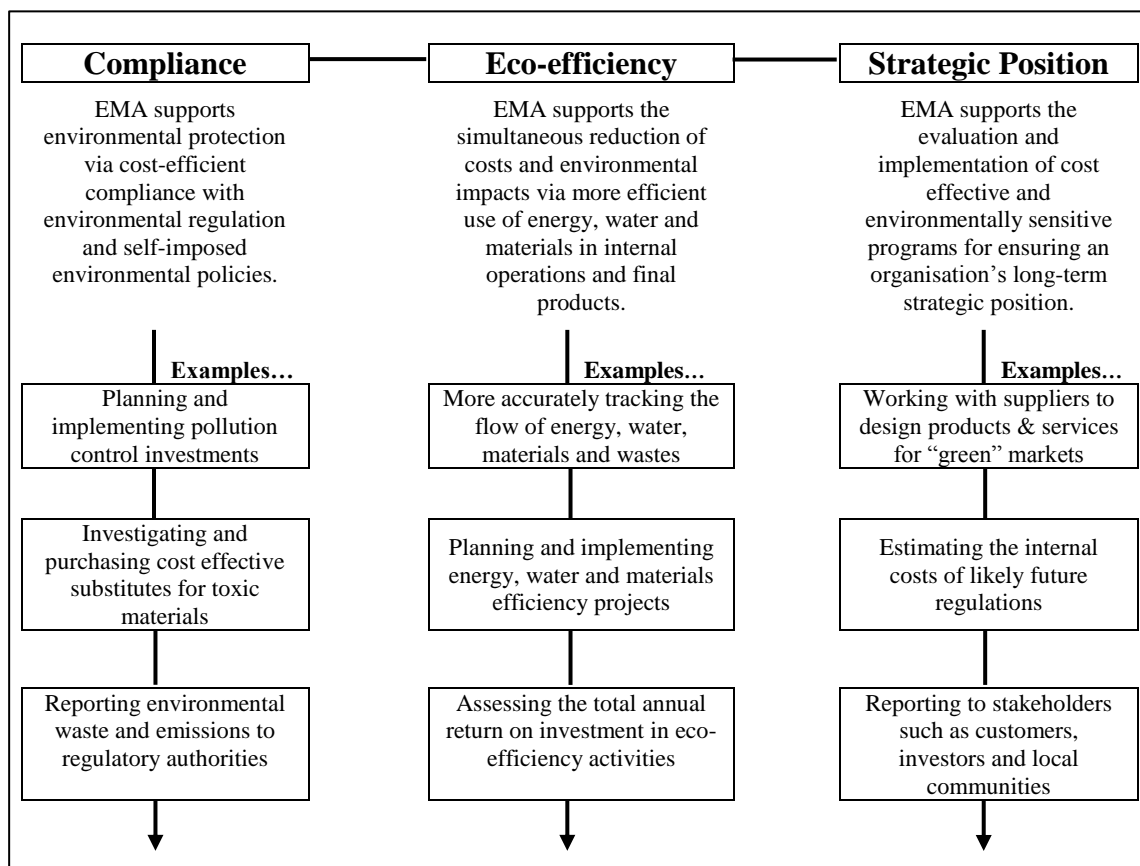 Compliance
EMA supports
environmental protection
via cost-efficient
compliance with
environmental regulation
and self-imposed
environmental policies.
Examples…
Planning and
implementing pollution
control investments
Investigating and
purchasing cost effective
substitutes for toxic
materials
Reporting environmental
waste and emissions to
regulatory authorities
Eco-efficiency
EMA supports the
simultaneous reduction of
costs and environmental
impacts via more efficient
use of energy, water and
materials in internal
operations and final
products.
Examples…
More accurately tracking the
flow of energy, water,
materials and wastes
Planning and implementing
energy, water and materials
efficiency projects
Assessing the total annual
return on investment in eco-
efficiency activities
Strategic Position
EMA supports the
evaluation and
implementation of cost
effective and
environmentally sensitive
programs for ensuring an
organisation’s long-term
strategic position.
Examples…
Working with suppliers to
design products & services
for “green” markets
Estimating the internal
costs of likely future
regulations
Reporting to stakeholders
such as customers,
investors and local
communities